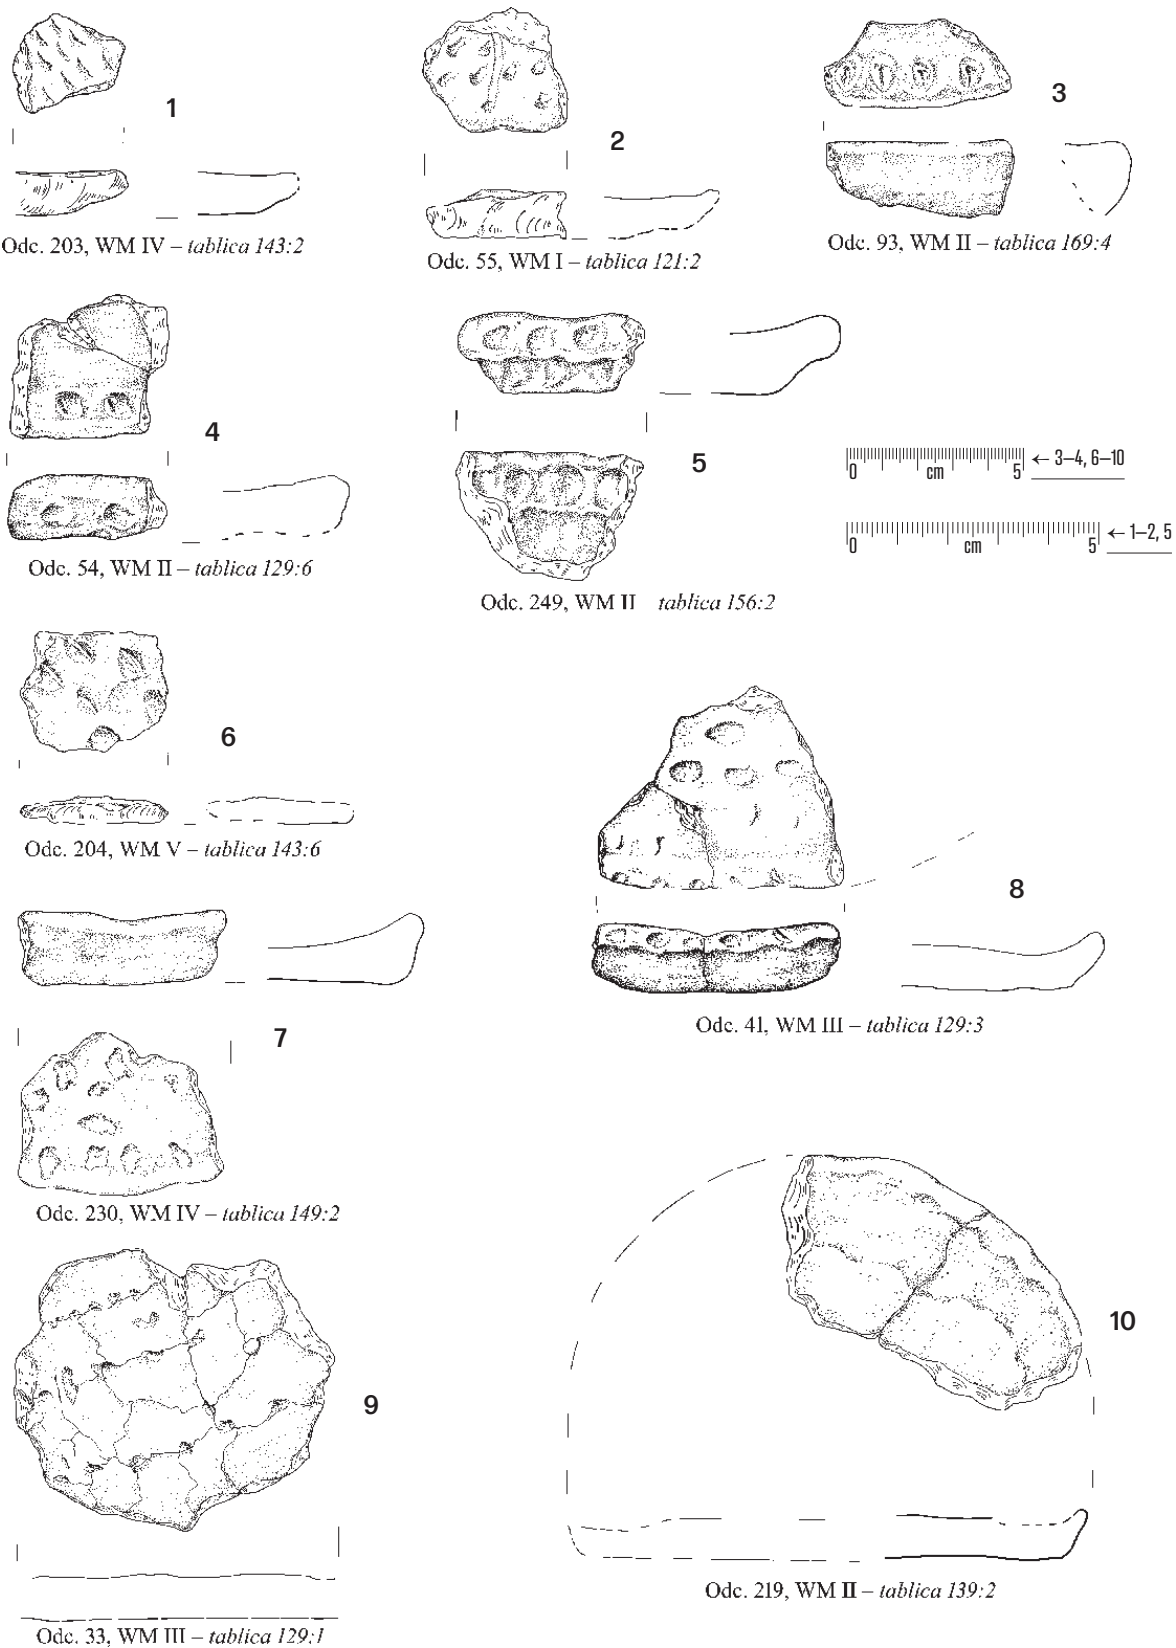 1
Odc. 203, WM IV – tablica 143:2
2
Odc. 55, WM I – tablica 121:2
3
Odc. 93, WM II – tablica 169:4
4
Odc. 54, WM II – tablica 129:6
5
Odc. 249, WM II tablica 156:2
0 cm 5 ← 3–4, 6–10
0 cm 5 ← 1–2, 5
6
Odc. 204, WM V – tablica 143:6
7
Odc. 230, WM IV – tablica 149:2
8
Odc. 41, WM III – tablica 129:3
9
Odc. 33, WM III – tablica 129:1
10
Odc. 219, WM II – tablica 139:2